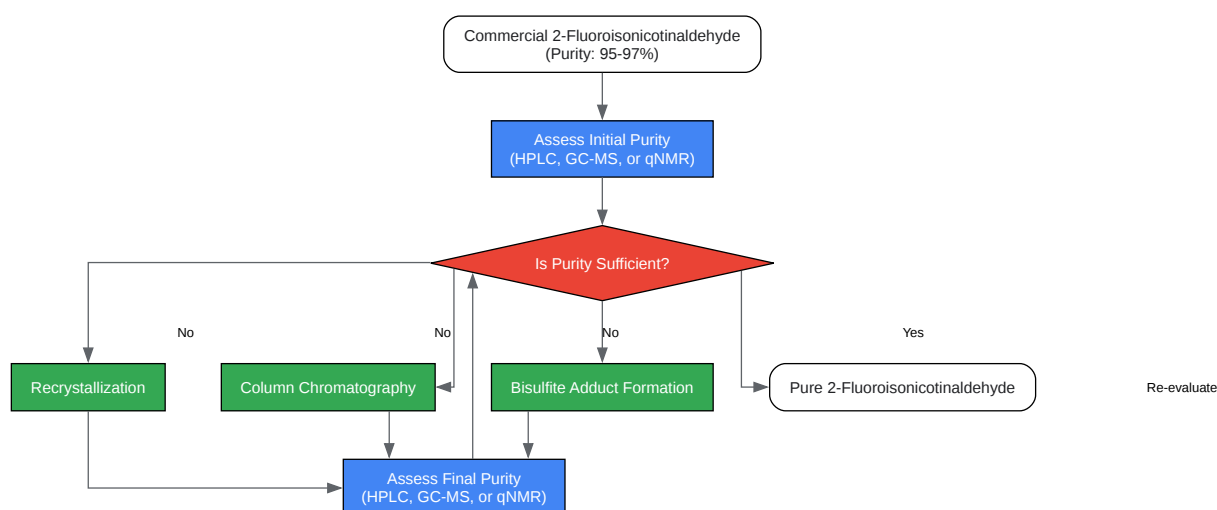 Commercial 2-Fluoroisonicotinaldehyde
(Purity: 95-97%)
Assess Initial Purity
(HPLC, GC-MS, or qNMR)
Is Purity Sufficient?
No
No
No
Yes
Recrystallization
Column Chromatography
Bisulfite Adduct Formation
Pure 2-Fluoroisonicotinaldehyde
Re-evaluate
Assess Final Purity
(HPLC, GC-MS, or qNMR)